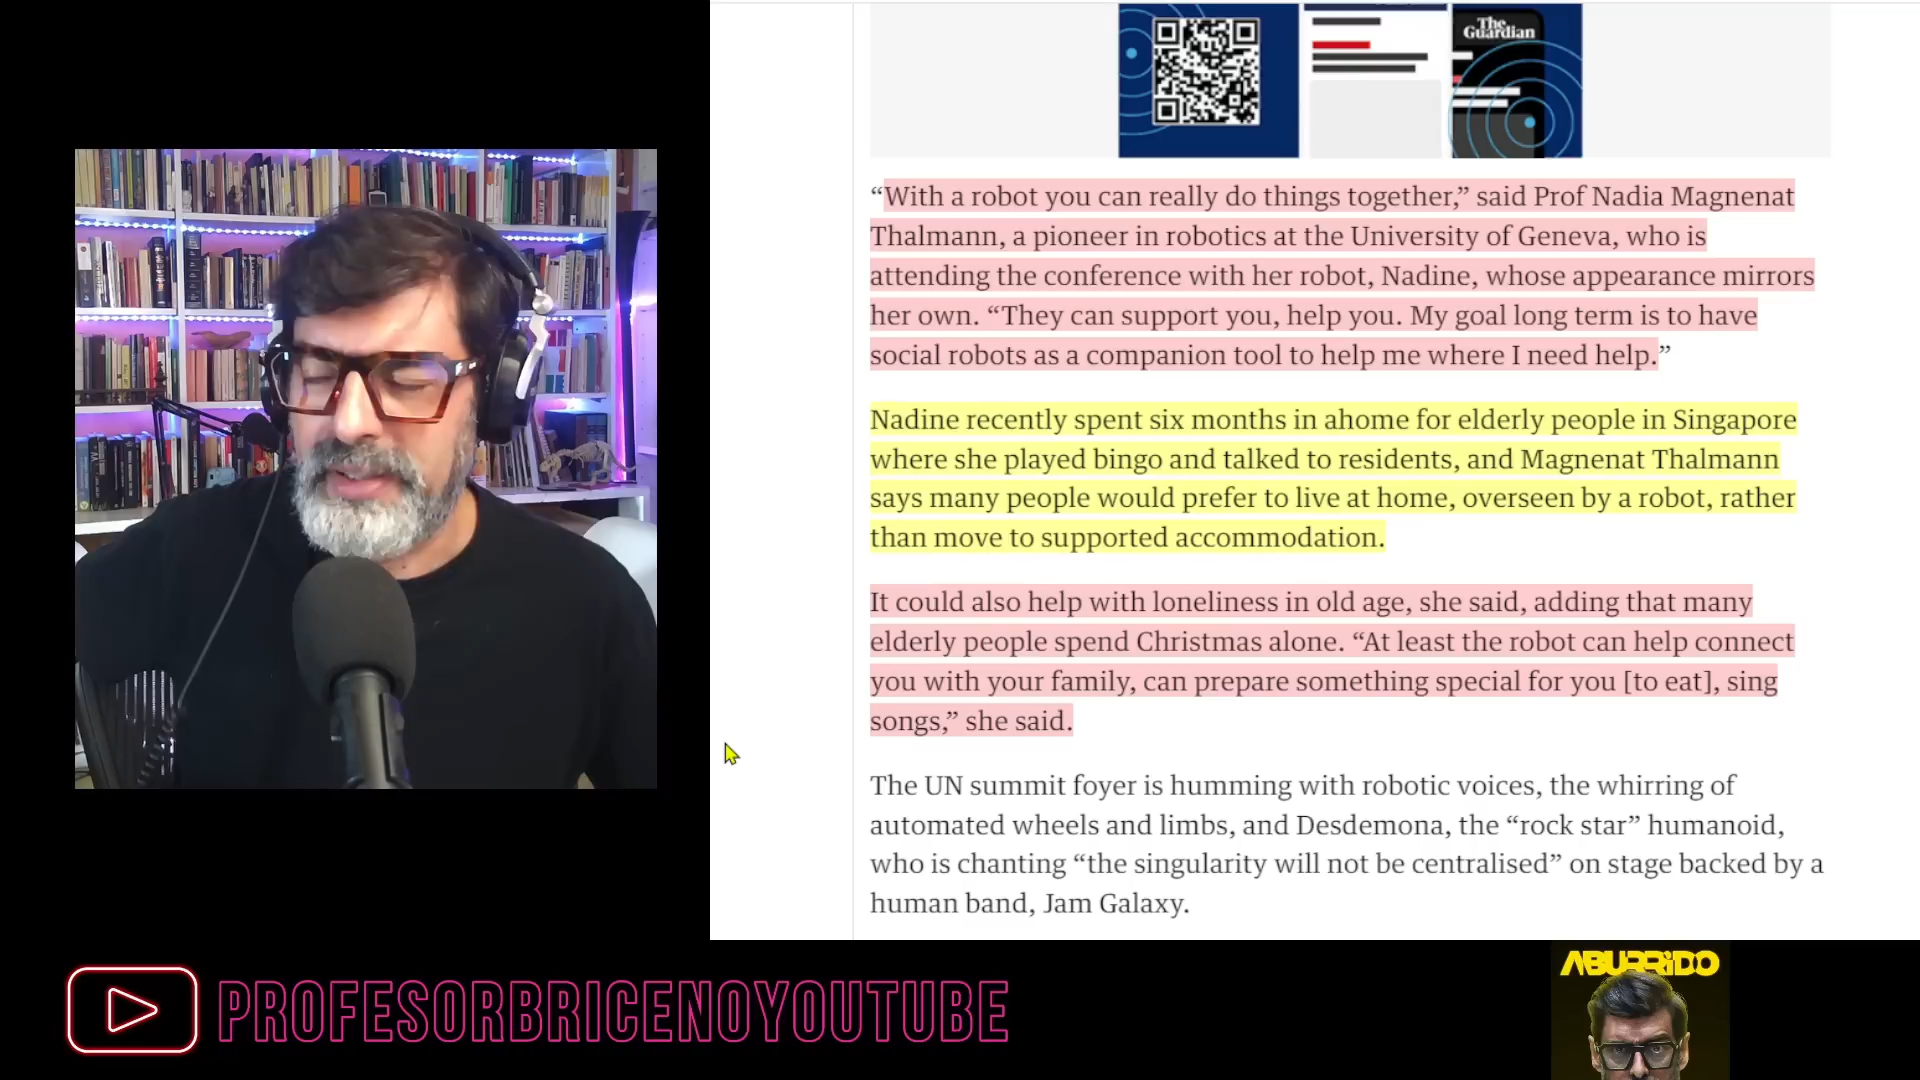 The
Guardian
“With a robot you can really do things together,” said Prof Nadia Magnenat
Thalmann, a pioneer in robotics at the University of Geneva, who is
attending the conference with her robot, Nadine, whose appearance mirrors
her own. “They can support you, help you. My goal long term is to have
social robots as a companion tool to help me where I need help.”
Nadine recently spent six months in ahome for elderly people in Singapore
where she played bingo and talked to residents, and Magnenat Thalmann
says many people would prefer to live at home, overseen by a robot, rather
than move to supported accommodation.
It could also help with loneliness in old age, she said, adding that many
elderly people spend Christmas alone. “At least the robot can help connect
you with your family, can prepare something special for you [to eat], sing
songs,” she said.
The UN summit foyer is humming with robotic voices, the whirring of
automated wheels and limbs, and Desdemona, the “rock star” humanoid,
who is chanting “the singularity will not be centralised” on stage backed by a
human band, Jam Galaxy.
PROFESORBRICENOYOUTUBE
ABURRIDO